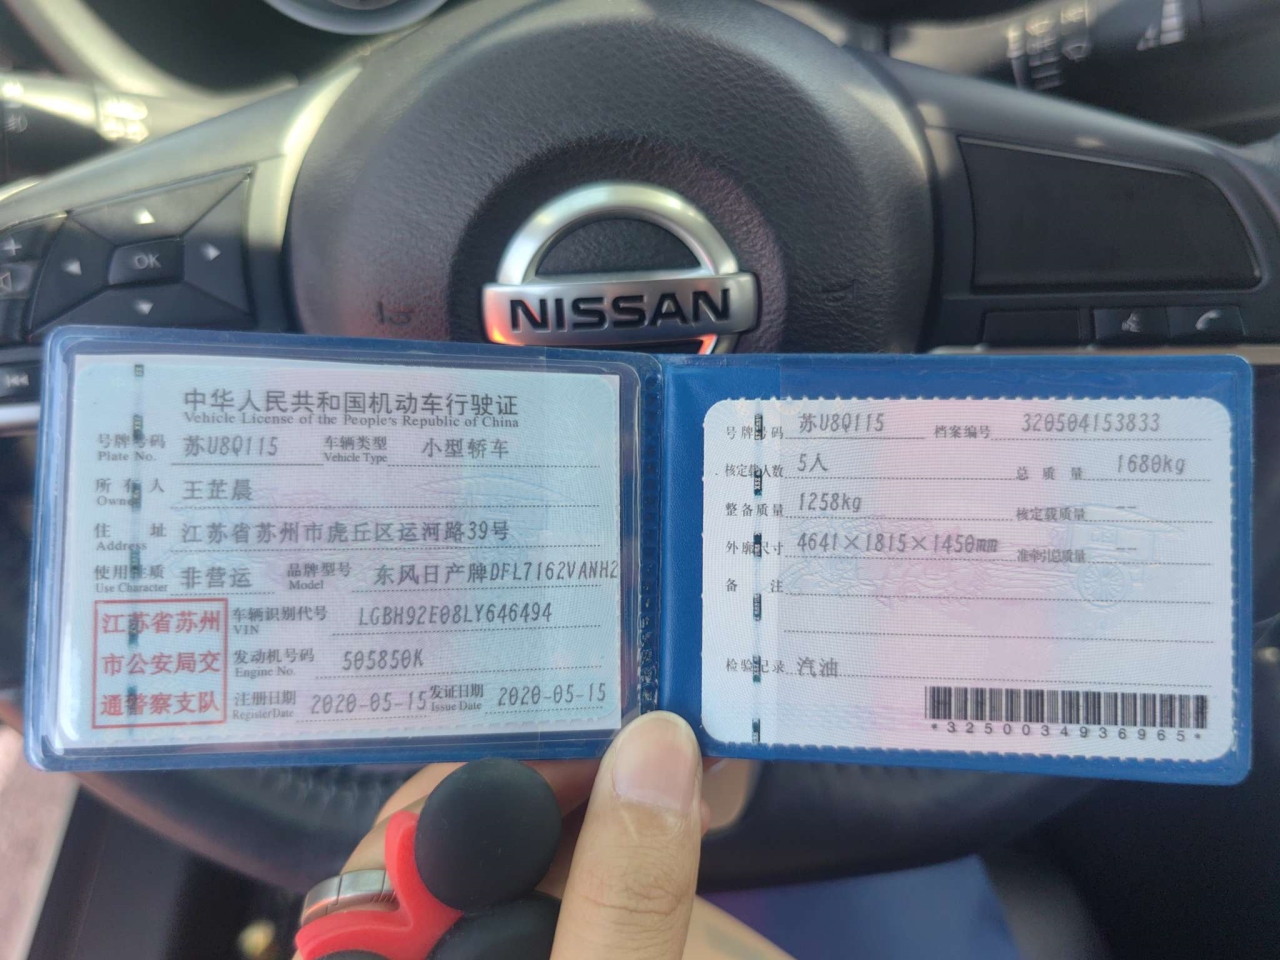 OK
NISSAN
中华人民共和国机动车行驶证
Vehicle License of the People's Republic of China
号牌号码 苏U8Q115 车辆类型 小型轿车
Plate No. Vehicle Type
所有人 王芷晨
Owner
住址 江苏省苏州市虎丘区运河路39号
Address
使用性质 非营运 品牌型号 东风日产牌DFL7162VANH2
Use Character Model
江苏省苏州
市公安局交
通警察支队
车辆识别代号 LGBH92E08LY646494
VIN
发动机号码 505850K
Engine No.
注册日期 2020-05-15 发证日期 2020-05-15
Register Date Issue Date
号牌号码 苏U8Q115 档案编号 320504153833
核定载人数 5人 总质量 1680kg
整备质量 1258kg 核定载质量 --
外廓尺寸 4641×1815×1450mm 准牵引总质量 --
备注
检验记录 汽油
*3250034936965*